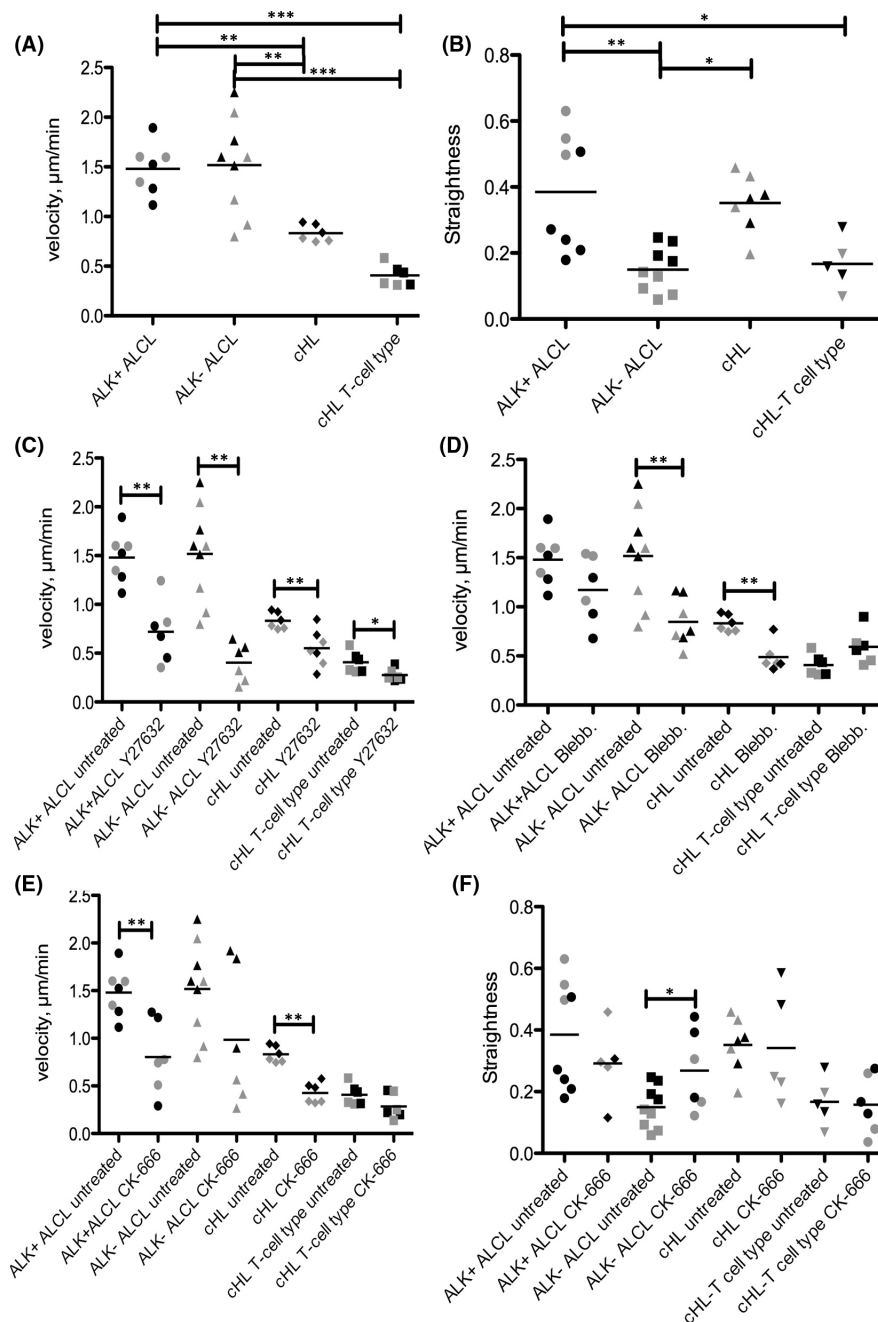 (A)
***
**
**
***
velocity, µm/min
2.5
2.0
1.5
1.0
0.5
0.0
ALK+ ALCL
ALK- ALCL
cHL
cHL T-cell type
(B)
*
**
*
Straightness
0.8
0.6
0.4
0.2
0.0
ALK+ ALCL
ALK- ALCL
cHL
cHL-T cell type
(C)
**
**
**
*
velocity, µm/min
2.5
2.0
1.5
1.0
0.5
0.0
ALK+ ALCL untreated
ALK+ALCL Y27632
ALK- ALCL untreated
ALK- ALCL Y27632
cHL untreated
cHL Y27632
cHL T-cell type untreated
cHL T-cell type Y27632
(D)
**
**
velocity, µm/min
2.5
2.0
1.5
1.0
0.5
0.0
ALK+ ALCL untreated
ALK+ALCL Blebb.
ALK- ALCL untreated
ALK- ALCL Blebb.
cHL untreated
cHL Blebb.
cHL T-cell type untreated
cHL T-cell type Blebb.
(E)
**
**
velocity, µm/min
2.5
2.0
1.5
1.0
0.5
0.0
ALK+ ALCL untreated
ALK+ALCL CK-666
ALK- ALCL untreated
ALK- ALCL CK-666
cHL untreated
cHL CK-666
cHL T-cell type untreated
cHL T-cell type CK-666
(F)
*
Straightness
0.8
0.6
0.4
0.2
0.0
ALK+ ALCL untreated
ALK+ ALCL CK-666
ALK- ALCL untreated
ALK- ALCL CK-666
cHL untreated
cHL CK-666
cHL-T cell type untreated
cHL-T cell type CK-666